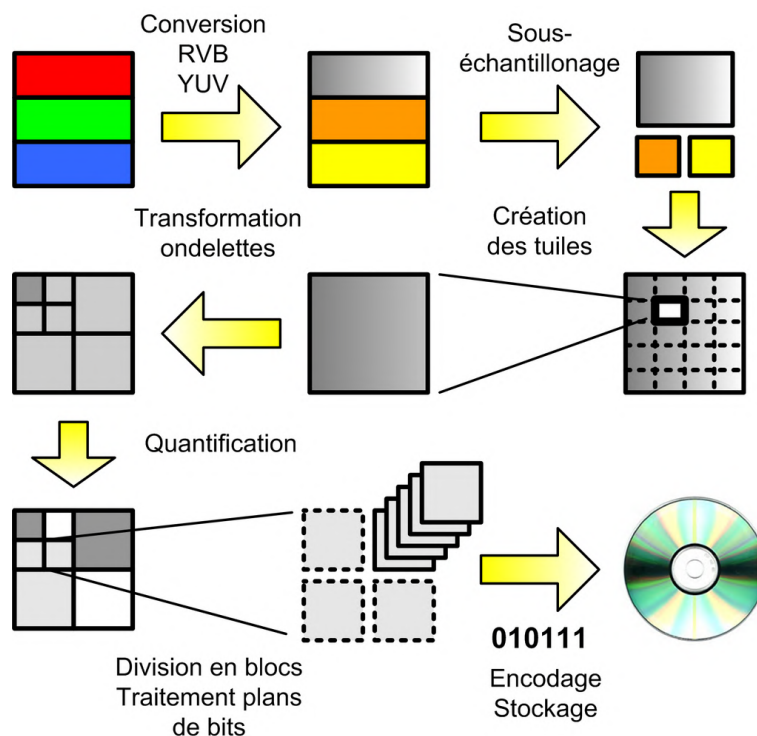 Conversion
RVB
YUV
Sous-
échantillonage
Transformation
ondelettes
Création
des tuiles
Quantification
Division en blocs
Traitement plans
de bits
010111
Encodage
Stockage